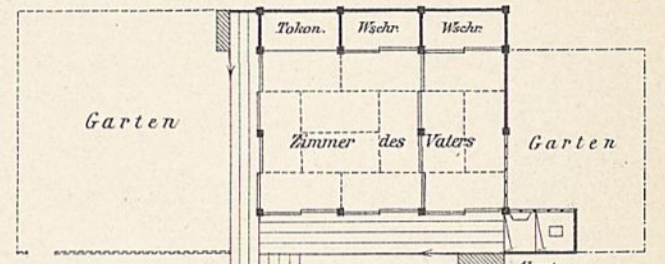 Tokon. Wschr. Wschr.
Garten
Zimmer des Vaters
Garten